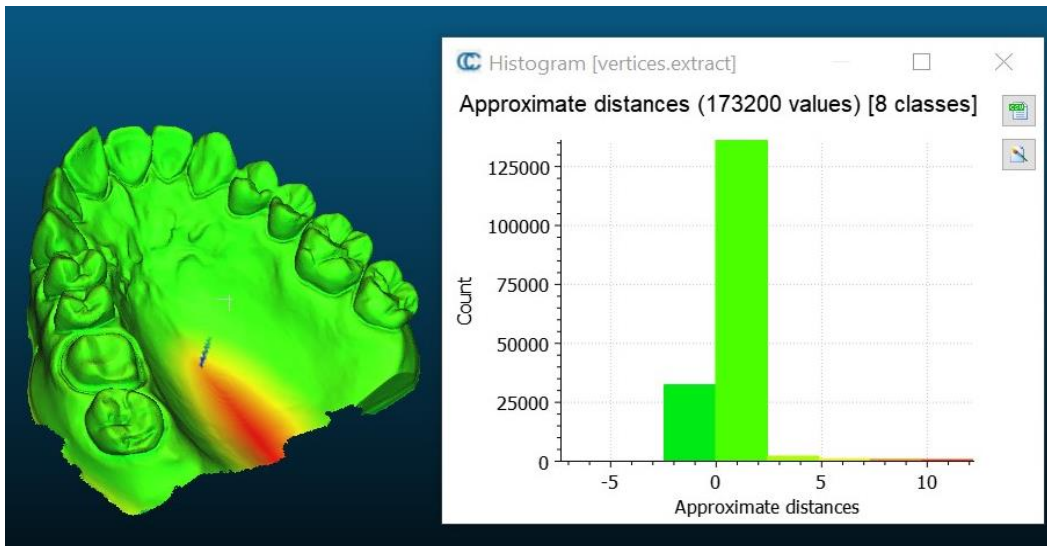 Histogram [vertices.extract]
Approximate distances (173200 values) [8 classes]
125000
100000
75000
50000
25000
0
Count
-5 0 5 10
Approximate distances